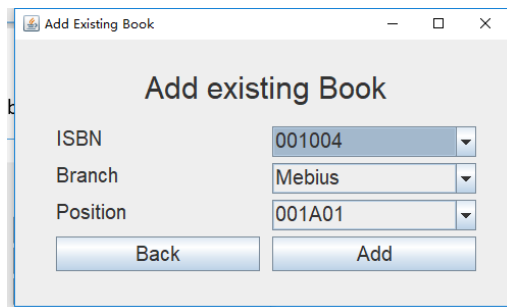 Add Existing Book
Add existing Book
ISBN
001004
Branch
Mebius
Position
001A01
Back
Add